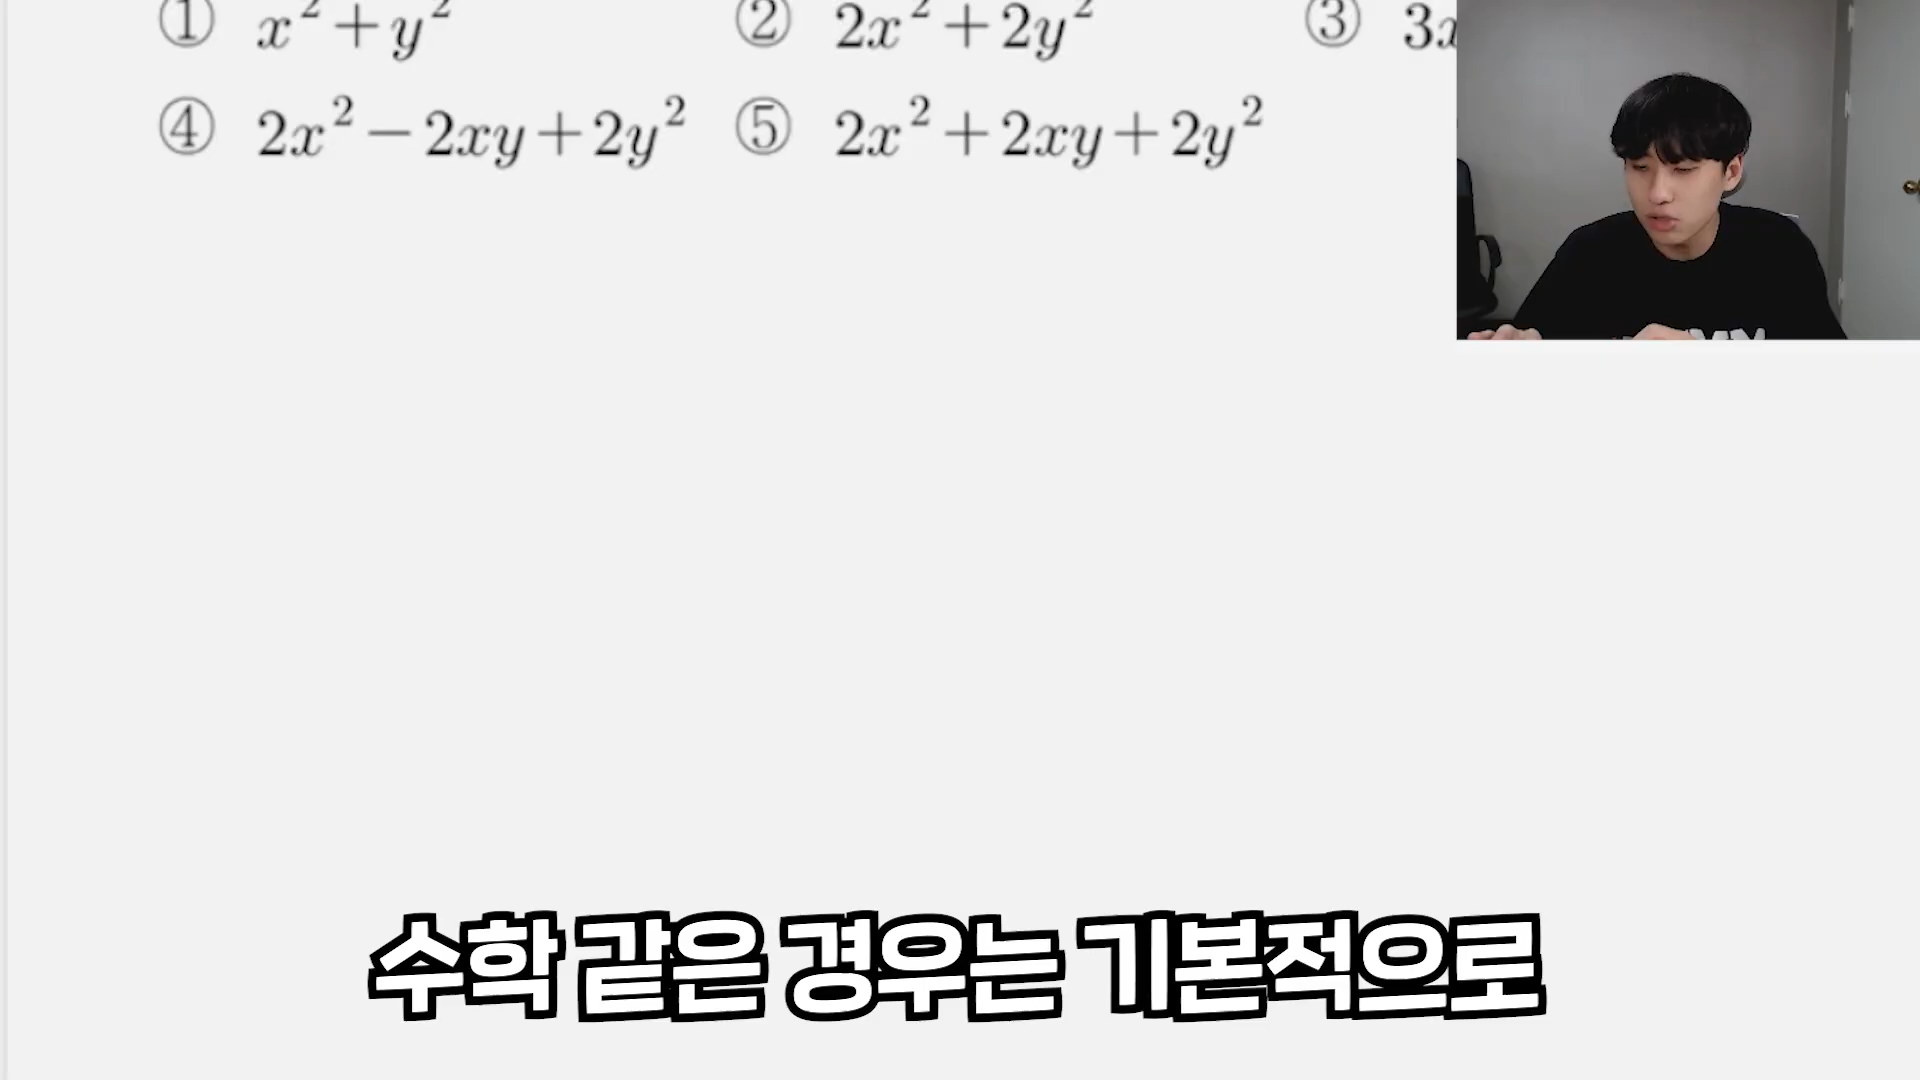 ① x² + y² ② 2x² + 2y² ③ 3x
④ 2x² − 2xy + 2y² ⑤ 2x² + 2xy + 2y²
수학 같은 경우는 기본적으로